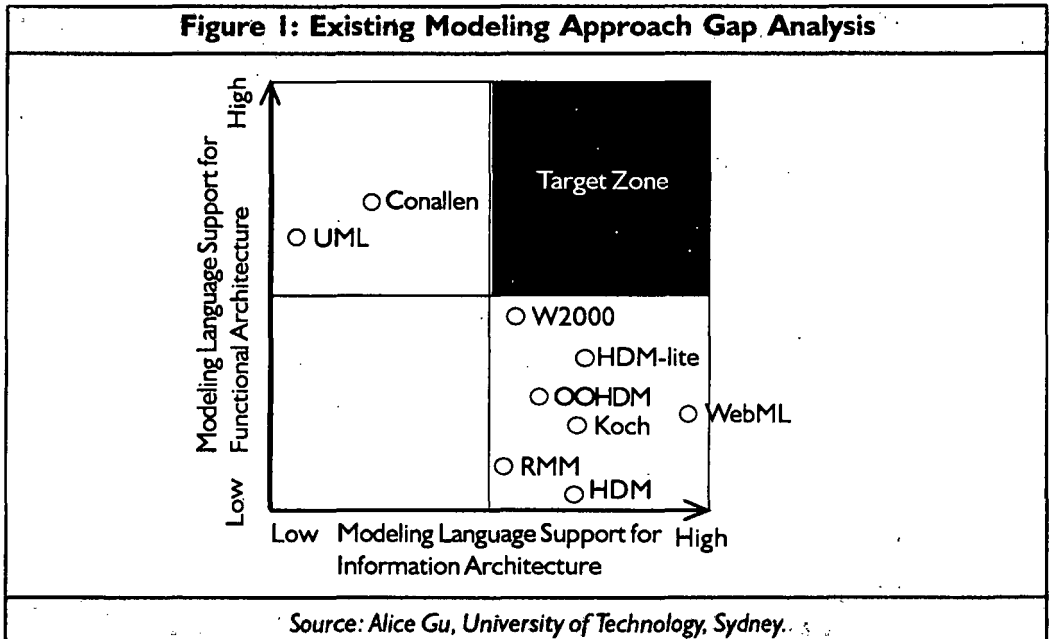 Figure 1: Existing Modeling Approach Gap Analysis
High
Modeling Language Support for
Functional Architecture
Low
Target Zone
Conallen
UML
W2000
HDM-lite
OOHDM
WebML
Koch
RMM
HDM
Low
Modeling Language Support for
Information Architecture
High
Source: Alice Gu, University of Technology, Sydney.